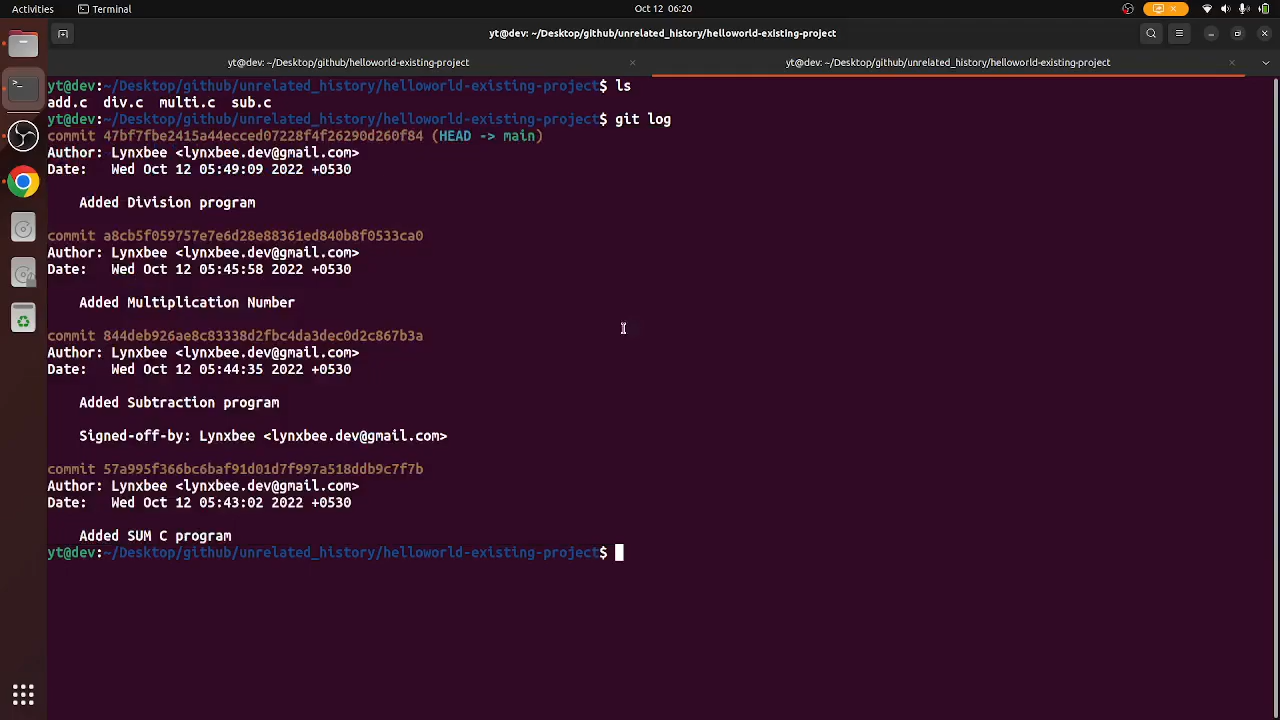 Activities Terminal Oct 12 06:20
yt@dev: ~/Desktop/github/unrelated_history/helloworld-existing-project
yt@dev: ~/Desktop/github/helloworld-existing-project yt@dev: ~/Desktop/github/unrelated_history/helloworld-existing-project
yt@dev:~/Desktop/github/unrelated_history/helloworld-existing-project$ ls
add.c div.c multi.c sub.c
yt@dev:~/Desktop/github/unrelated_history/helloworld-existing-project$ git log
commit 47bf7fbe2415a44ecced07228f4f26290d260f84 (HEAD -> main)
Author: Lynxbee <lynxbee.dev@gmail.com>
Date: Wed Oct 12 05:49:09 2022 +0530
Added Division program
commit a8cb5f059757e7e6d28e88361ed840b8f0533ca0
Author: Lynxbee <lynxbee.dev@gmail.com>
Date: Wed Oct 12 05:45:58 2022 +0530
Added Multiplication Number
commit 844deb926ae8c83338d2fbc4da3dec0d2c867b3a
Author: Lynxbee <lynxbee.dev@gmail.com>
Date: Wed Oct 12 05:44:35 2022 +0530
Added Subtraction program
Signed-off-by: Lynxbee <lynxbee.dev@gmail.com>
commit 57a995f366bc6baf91d01d7f997a518ddb9c7f7b
Author: Lynxbee <lynxbee.dev@gmail.com>
Date: Wed Oct 12 05:43:02 2022 +0530
Added SUM C program
yt@dev:~/Desktop/github/unrelated_history/helloworld-existing-project$